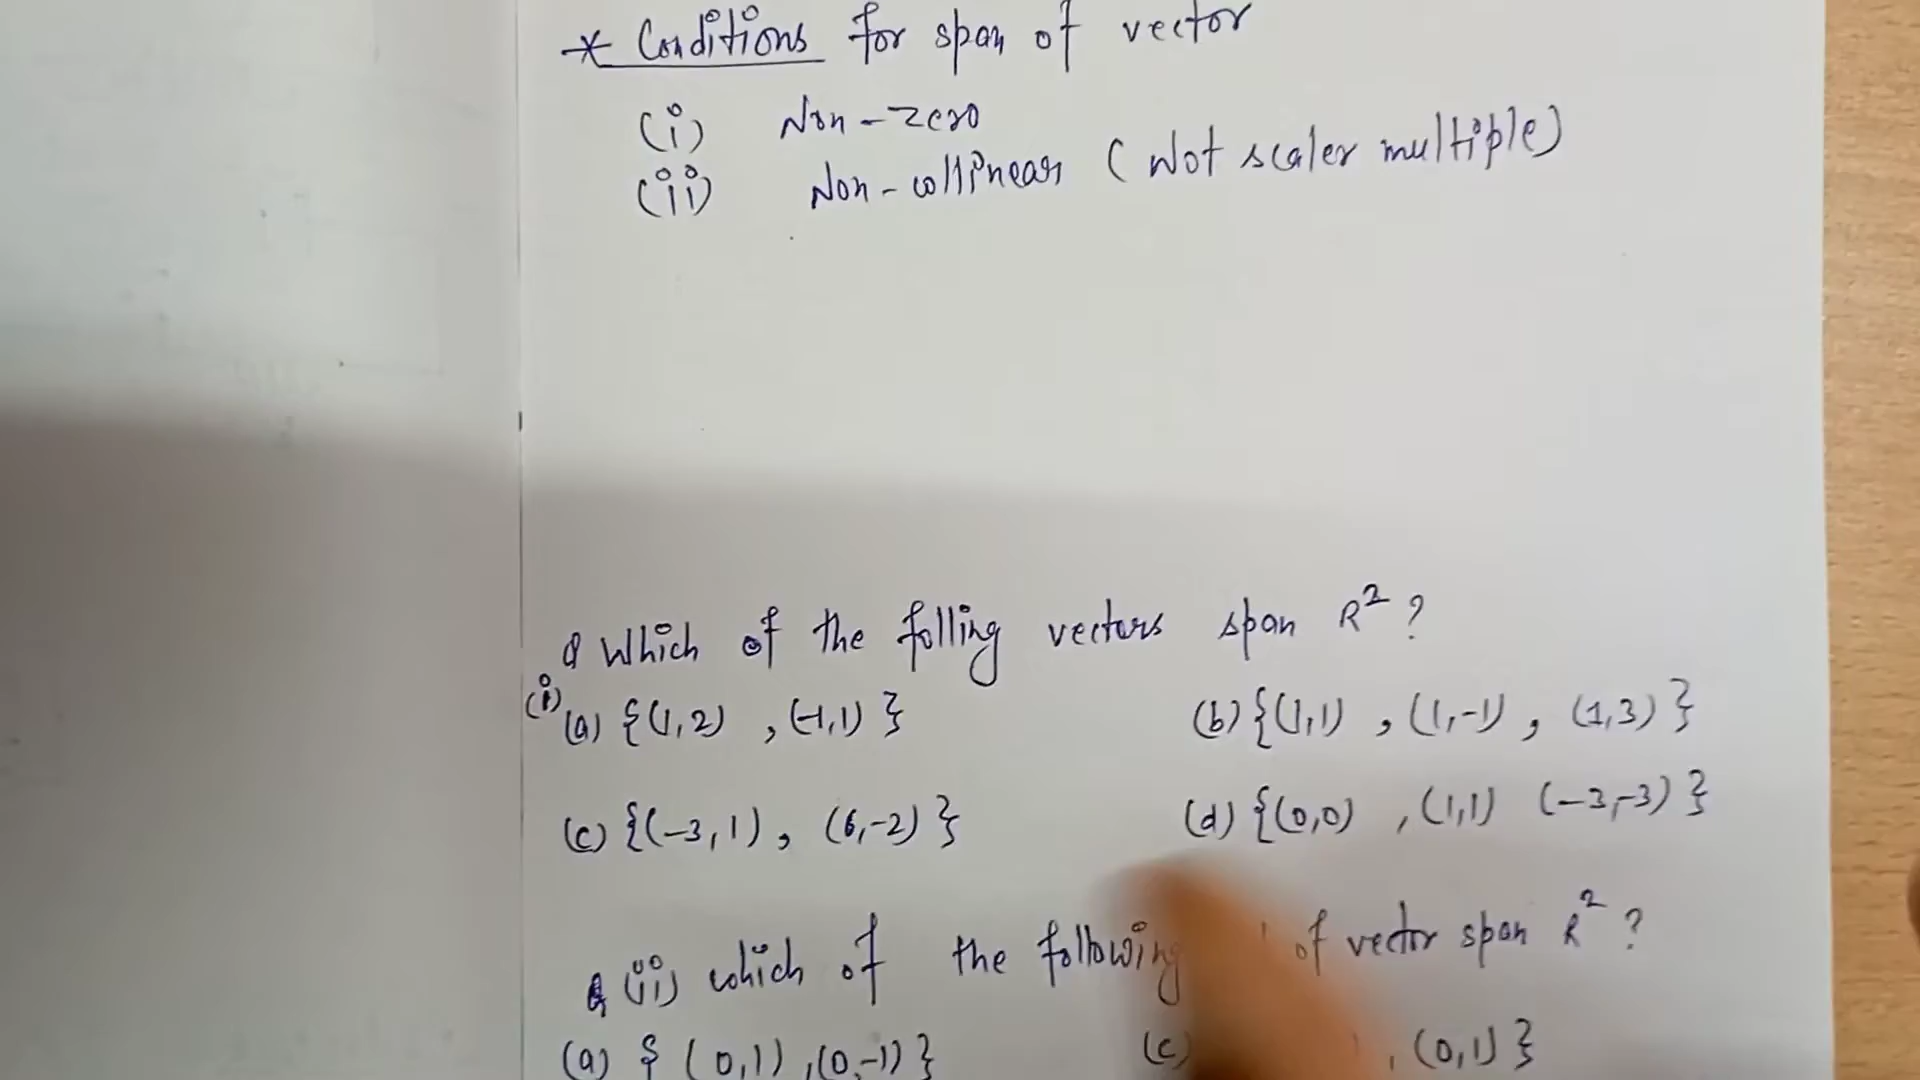 * Conditions for span of vector
(i) Non-zero
(ii) Non-collinear (Not scaler multiple)
Q Which of the folling vectors span R² ?
(i) (a) {(1,2) , (-1,1)} (b) {(1,1) , (1,-1) , (1,3)}
(c) {(-3,1), (6,-2)} (d) {(0,0) , (1,1) (-3,-3)}
Q (ii) which of the following of vector span R² ?
(a) { (0,1) , (0,-1)} (c) , (0,1)}